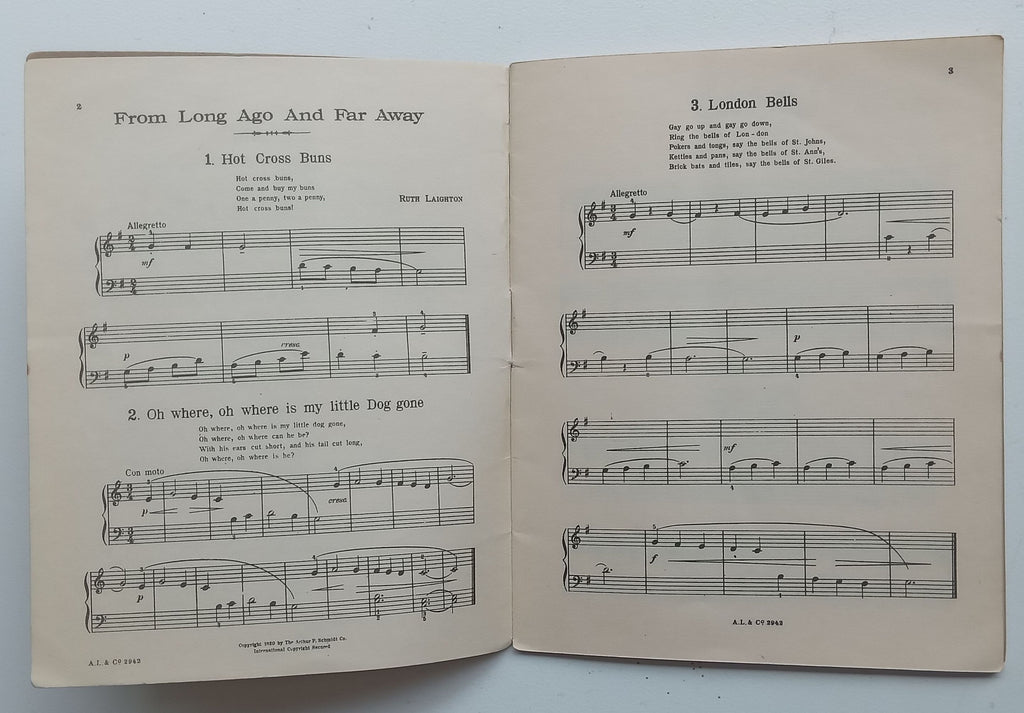 2
From Long Ago And Far Away
1. Hot Cross Buns
Hot cross buns,
Come and buy my buns
One a penny, two a penny,
Hot cross buns!
RUTH LAIGHTON
Allegretto
mf
p
cresc
2. Oh where, oh where is my little Dog gone
Oh where, oh where is my little dog gone,
Oh where, oh where can he be?
With his ears cut short, and his tail cut long,
Oh where, oh where is he?
Con moto
p
cresc
p
Copyright by The Arthur P. Schmidt Co.
International Copyright Secured
A.L. & Co 2942
3
3. London Bells
Gay go up and gay go down,
Ring the bells of Lon-don
Pokers and tongs, say the bells of St. Johns,
Kettles and pans, say the bells of St. Ann's,
Brick bats and tiles, say the bells of St. Giles.
Allegretto
mf
p
mf
f
A.L. & Co 2942